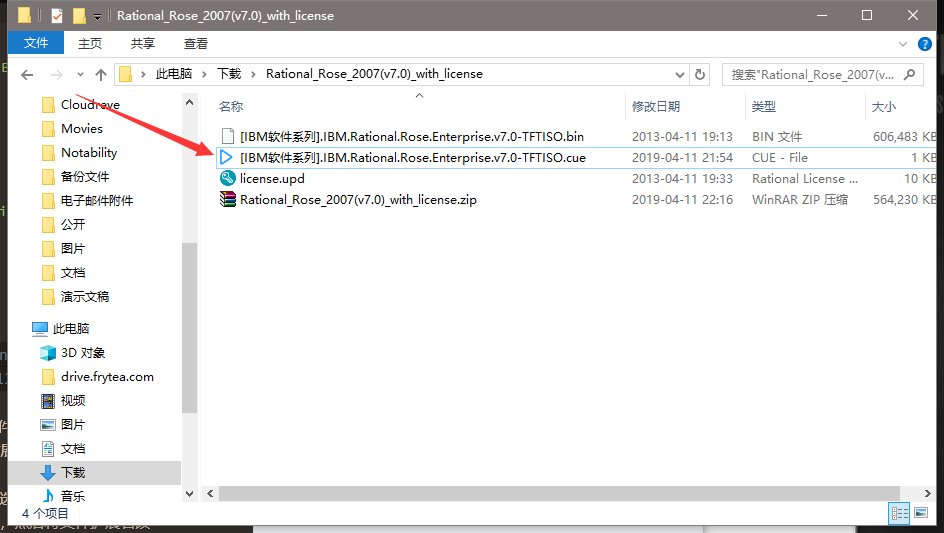 Rational_Rose_2007(v7.0)_with_license
文件 主页 共享 查看
此电脑 下载 Rational_Rose_2007(v7.0)_with_license 搜索"Rational_Rose_2007(v...
名称 修改日期 类型 大小
Cloudreve
Movies
Notability
备份文件
电子邮件附件
公开
图片
文档
演示文稿
此电脑
3D 对象
drive.frytea.com
视频
图片
文档
下载
音乐
[IBM软件系列].IBM.Rational.Rose.Enterprise.v7.0-TFTISO.bin 2013-04-11 19:13 BIN 文件 606,483 KB
[IBM软件系列].IBM.Rational.Rose.Enterprise.v7.0-TFTISO.cue 2019-04-11 21:54 CUE - File 1 KB
license.upd 2013-04-11 19:33 Rational License ... 10 KB
Rational_Rose_2007(v7.0)_with_license.zip 2019-04-11 22:16 WinRAR ZIP 压缩 564,230 KB
4 个项目